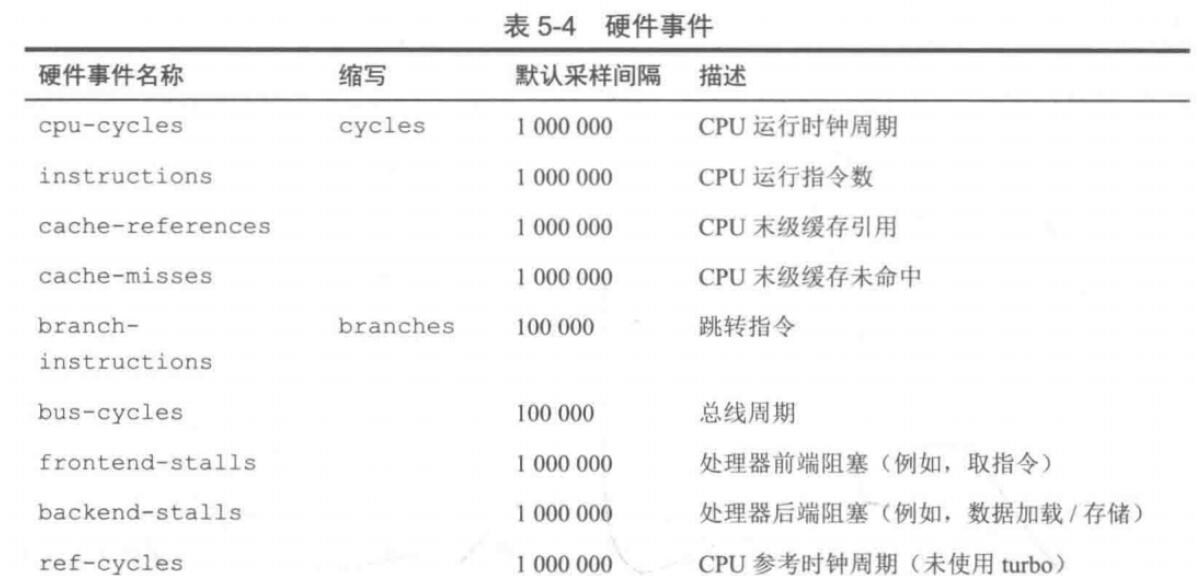 表 5-4 硬件事件
硬件事件名称 缩写 默认采样间隔 描述
cpu-cycles cycles 1 000 000 CPU 运行时钟周期
instructions 1 000 000 CPU 运行指令数
cache-references 1 000 000 CPU 末级缓存引用
cache-misses 1 000 000 CPU 末级缓存未命中
branch- branches 100 000 跳转指令
instructions
bus-cycles 100 000 总线周期
frontend-stalls 1 000 000 处理器前端阻塞（例如，取指令）
backend-stalls 1 000 000 处理器后端阻塞（例如，数据加载 / 存储）
ref-cycles 1 000 000 CPU 参考时钟周期（未使用 turbo）